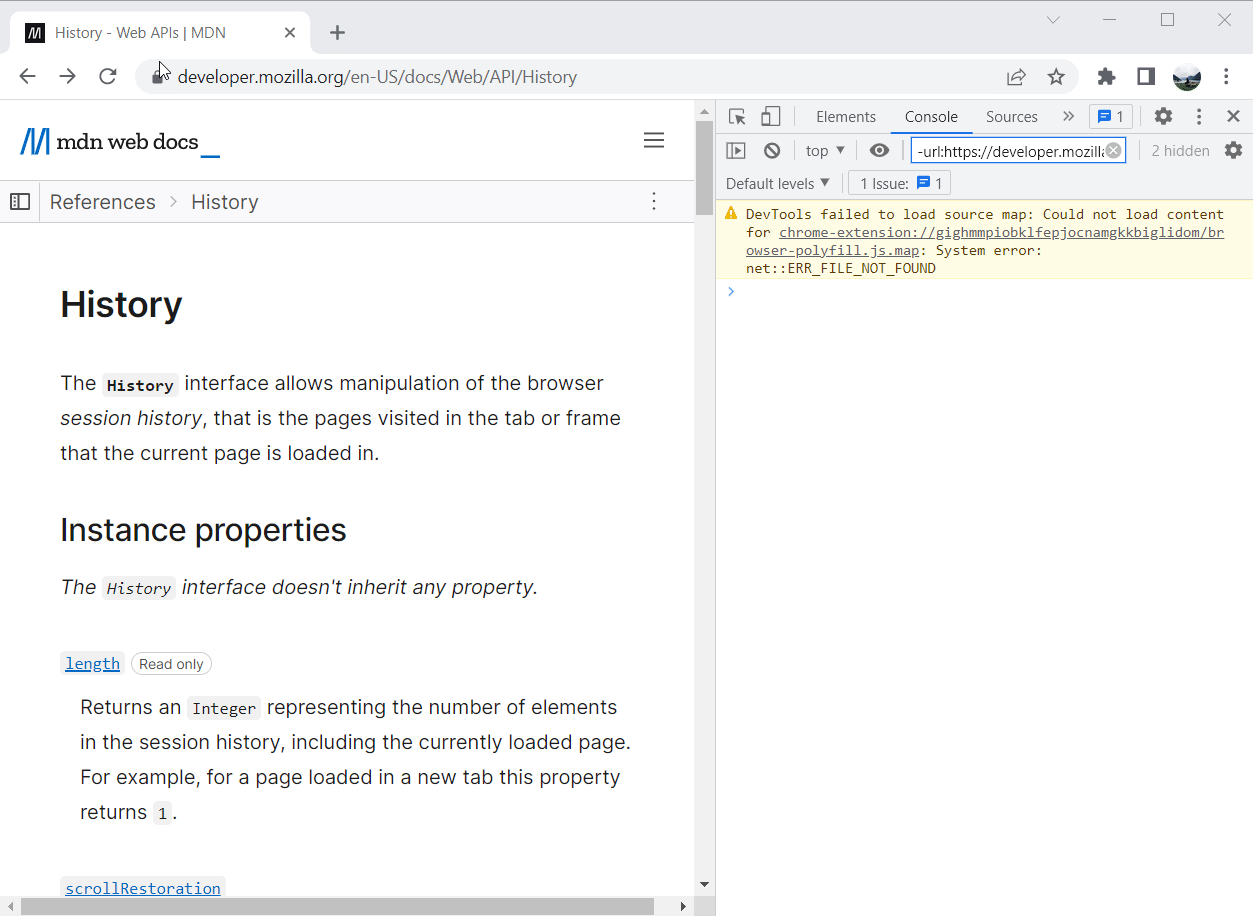 History - Web APIs | MDN
developer.mozilla.org/en-US/docs/Web/API/History
mdn web docs_
References > History
History
The History interface allows manipulation of the browser
session history, that is the pages visited in the tab or frame
that the current page is loaded in.
Instance properties
The History interface doesn't inherit any property.
length Read only
Returns an Integer representing the number of elements
in the session history, including the currently loaded page.
For example, for a page loaded in a new tab this property
returns 1.
scrollRestoration
Elements Console Sources » 1
top ▼ -url:https://developer.mozilla 2 hidden
Default levels ▼ 1 Issue: 1
DevTools failed to load source map: Could not load content
for chrome-extension://gighmmpiobklfepjocnamgkkbiglidom/br
owser-polyfill.js.map: System error:
net::ERR_FILE_NOT_FOUND